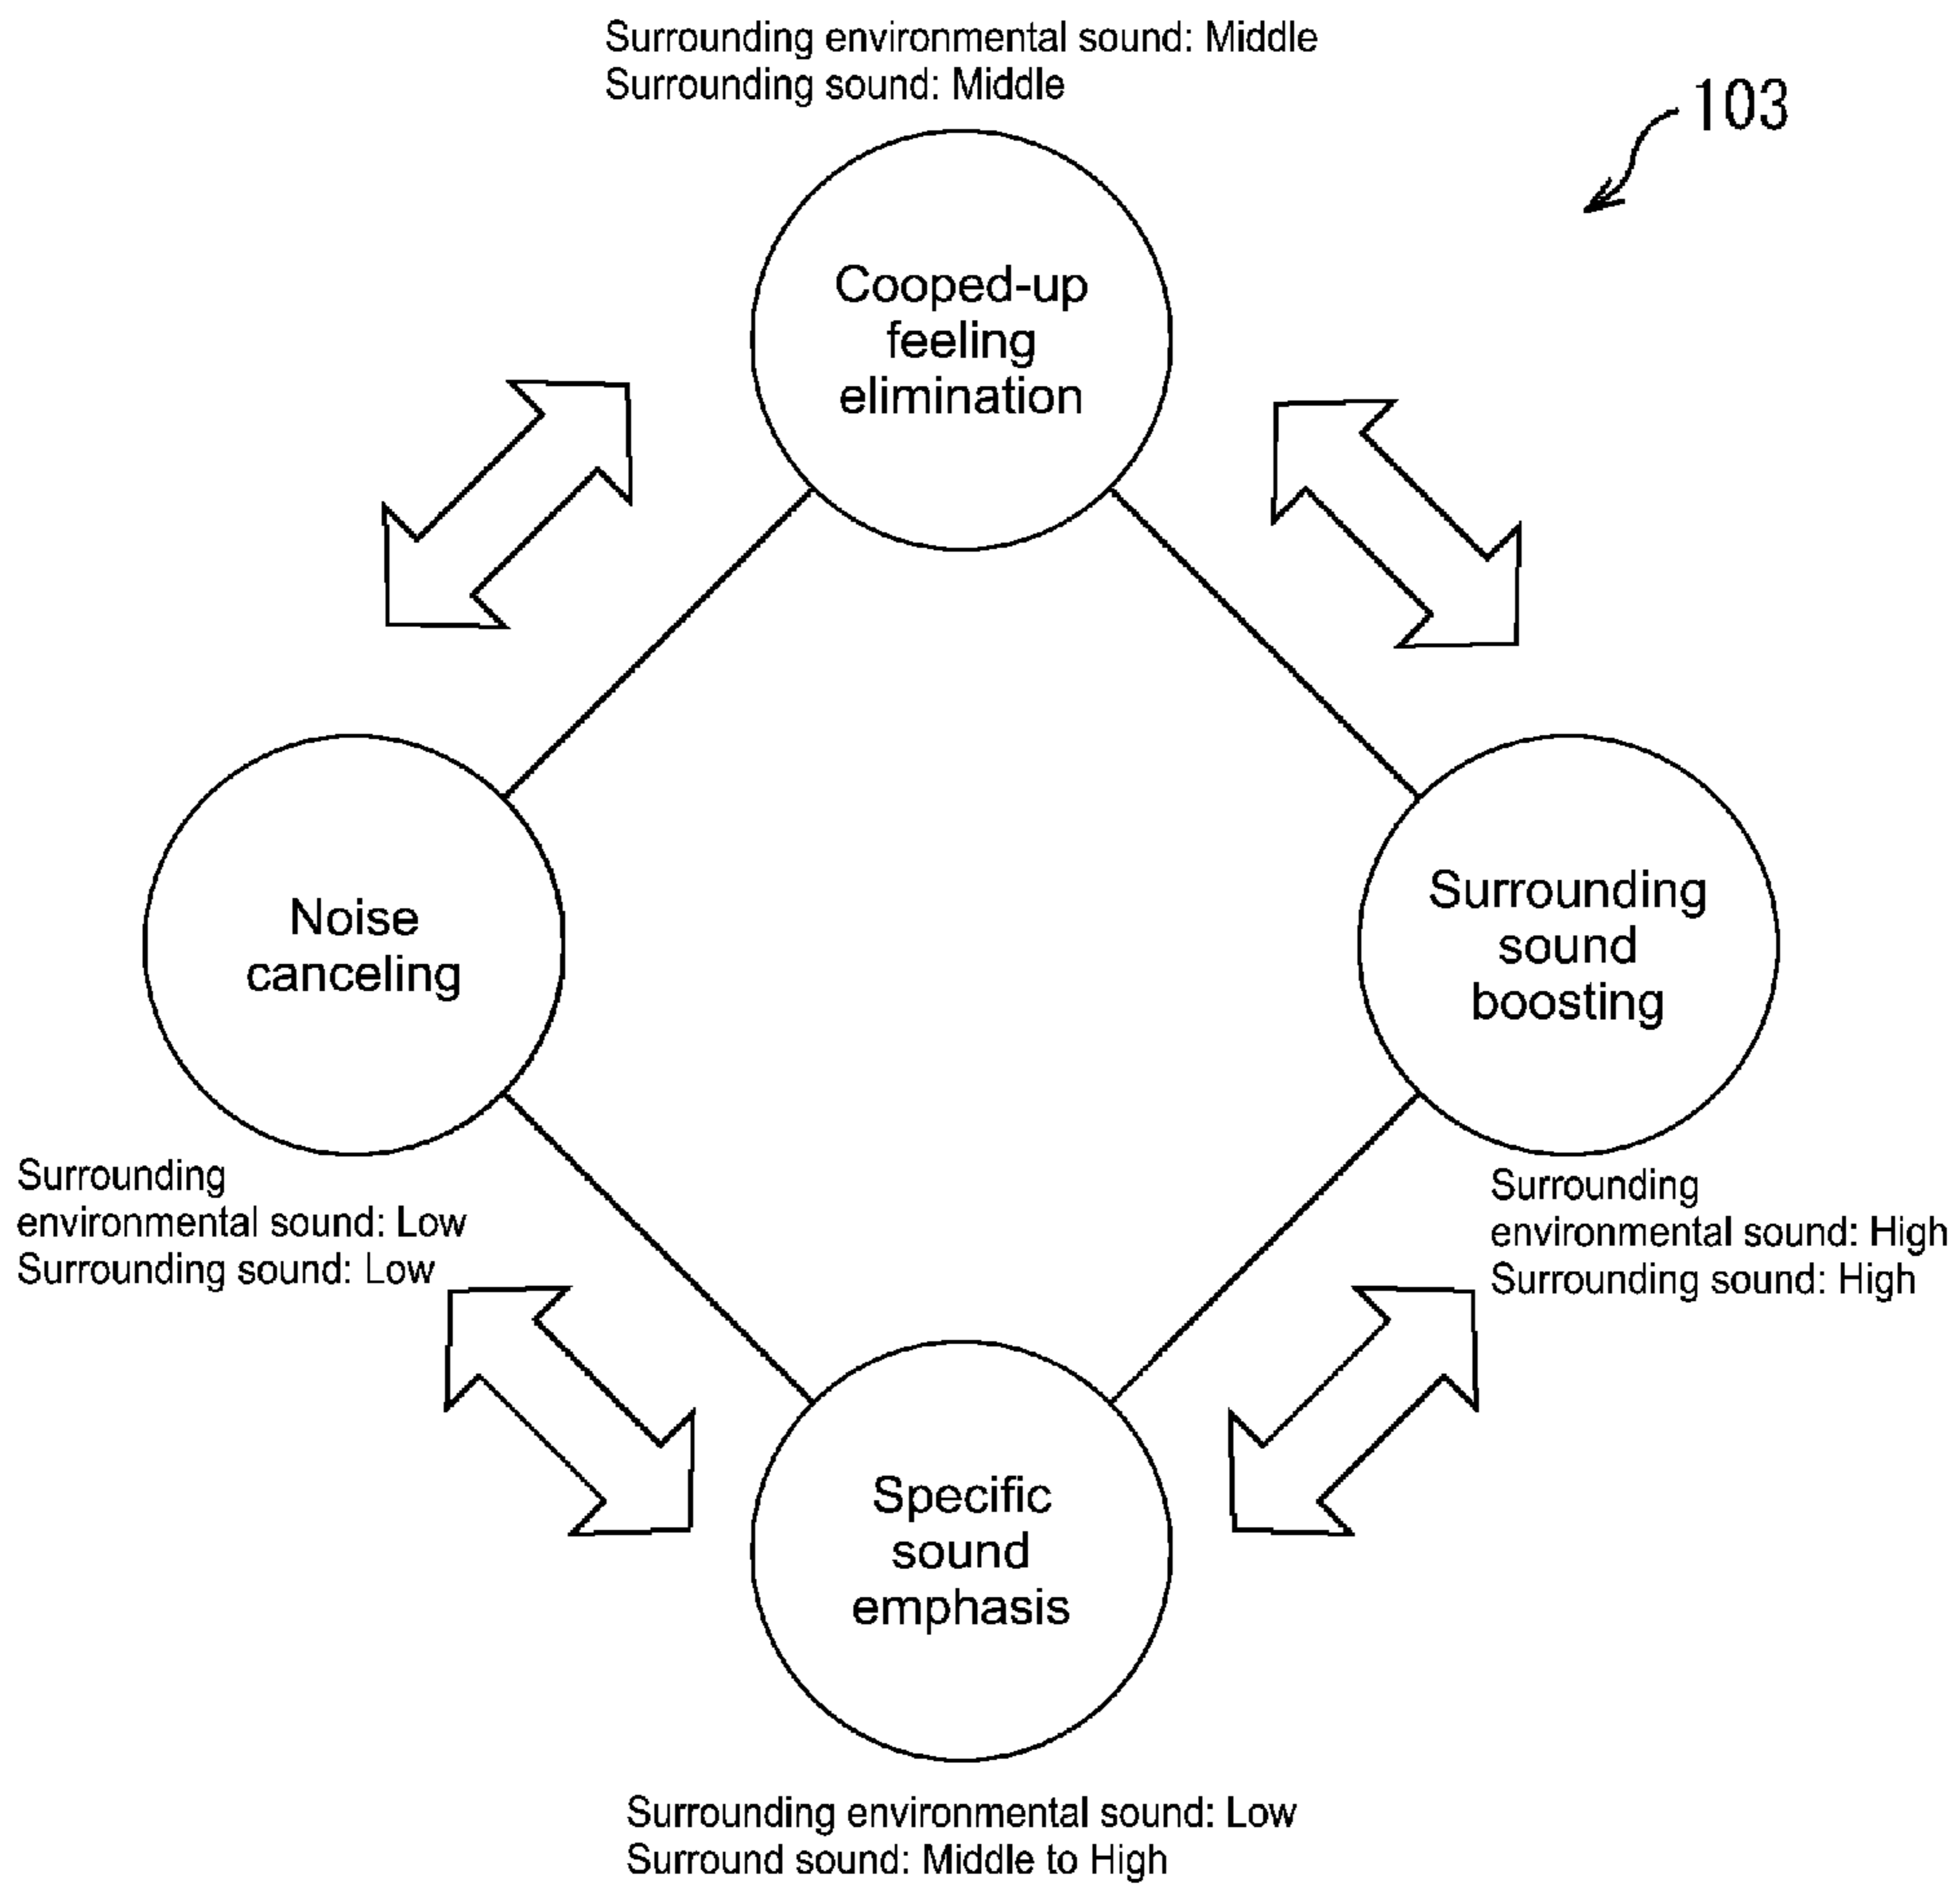 Surrounding environmental sound: Middle
Surrounding sound: Middle
103
Cooped-up
feeling
elimination
Noise
canceling
Surrounding
sound
boosting
Surrounding
environmental sound: Low
Surrounding sound: Low
Surrounding
environmental sound: High
Surrounding sound: High
Specific
sound
emphasis
Surrounding environmental sound: Low
Surround sound: Middle to High